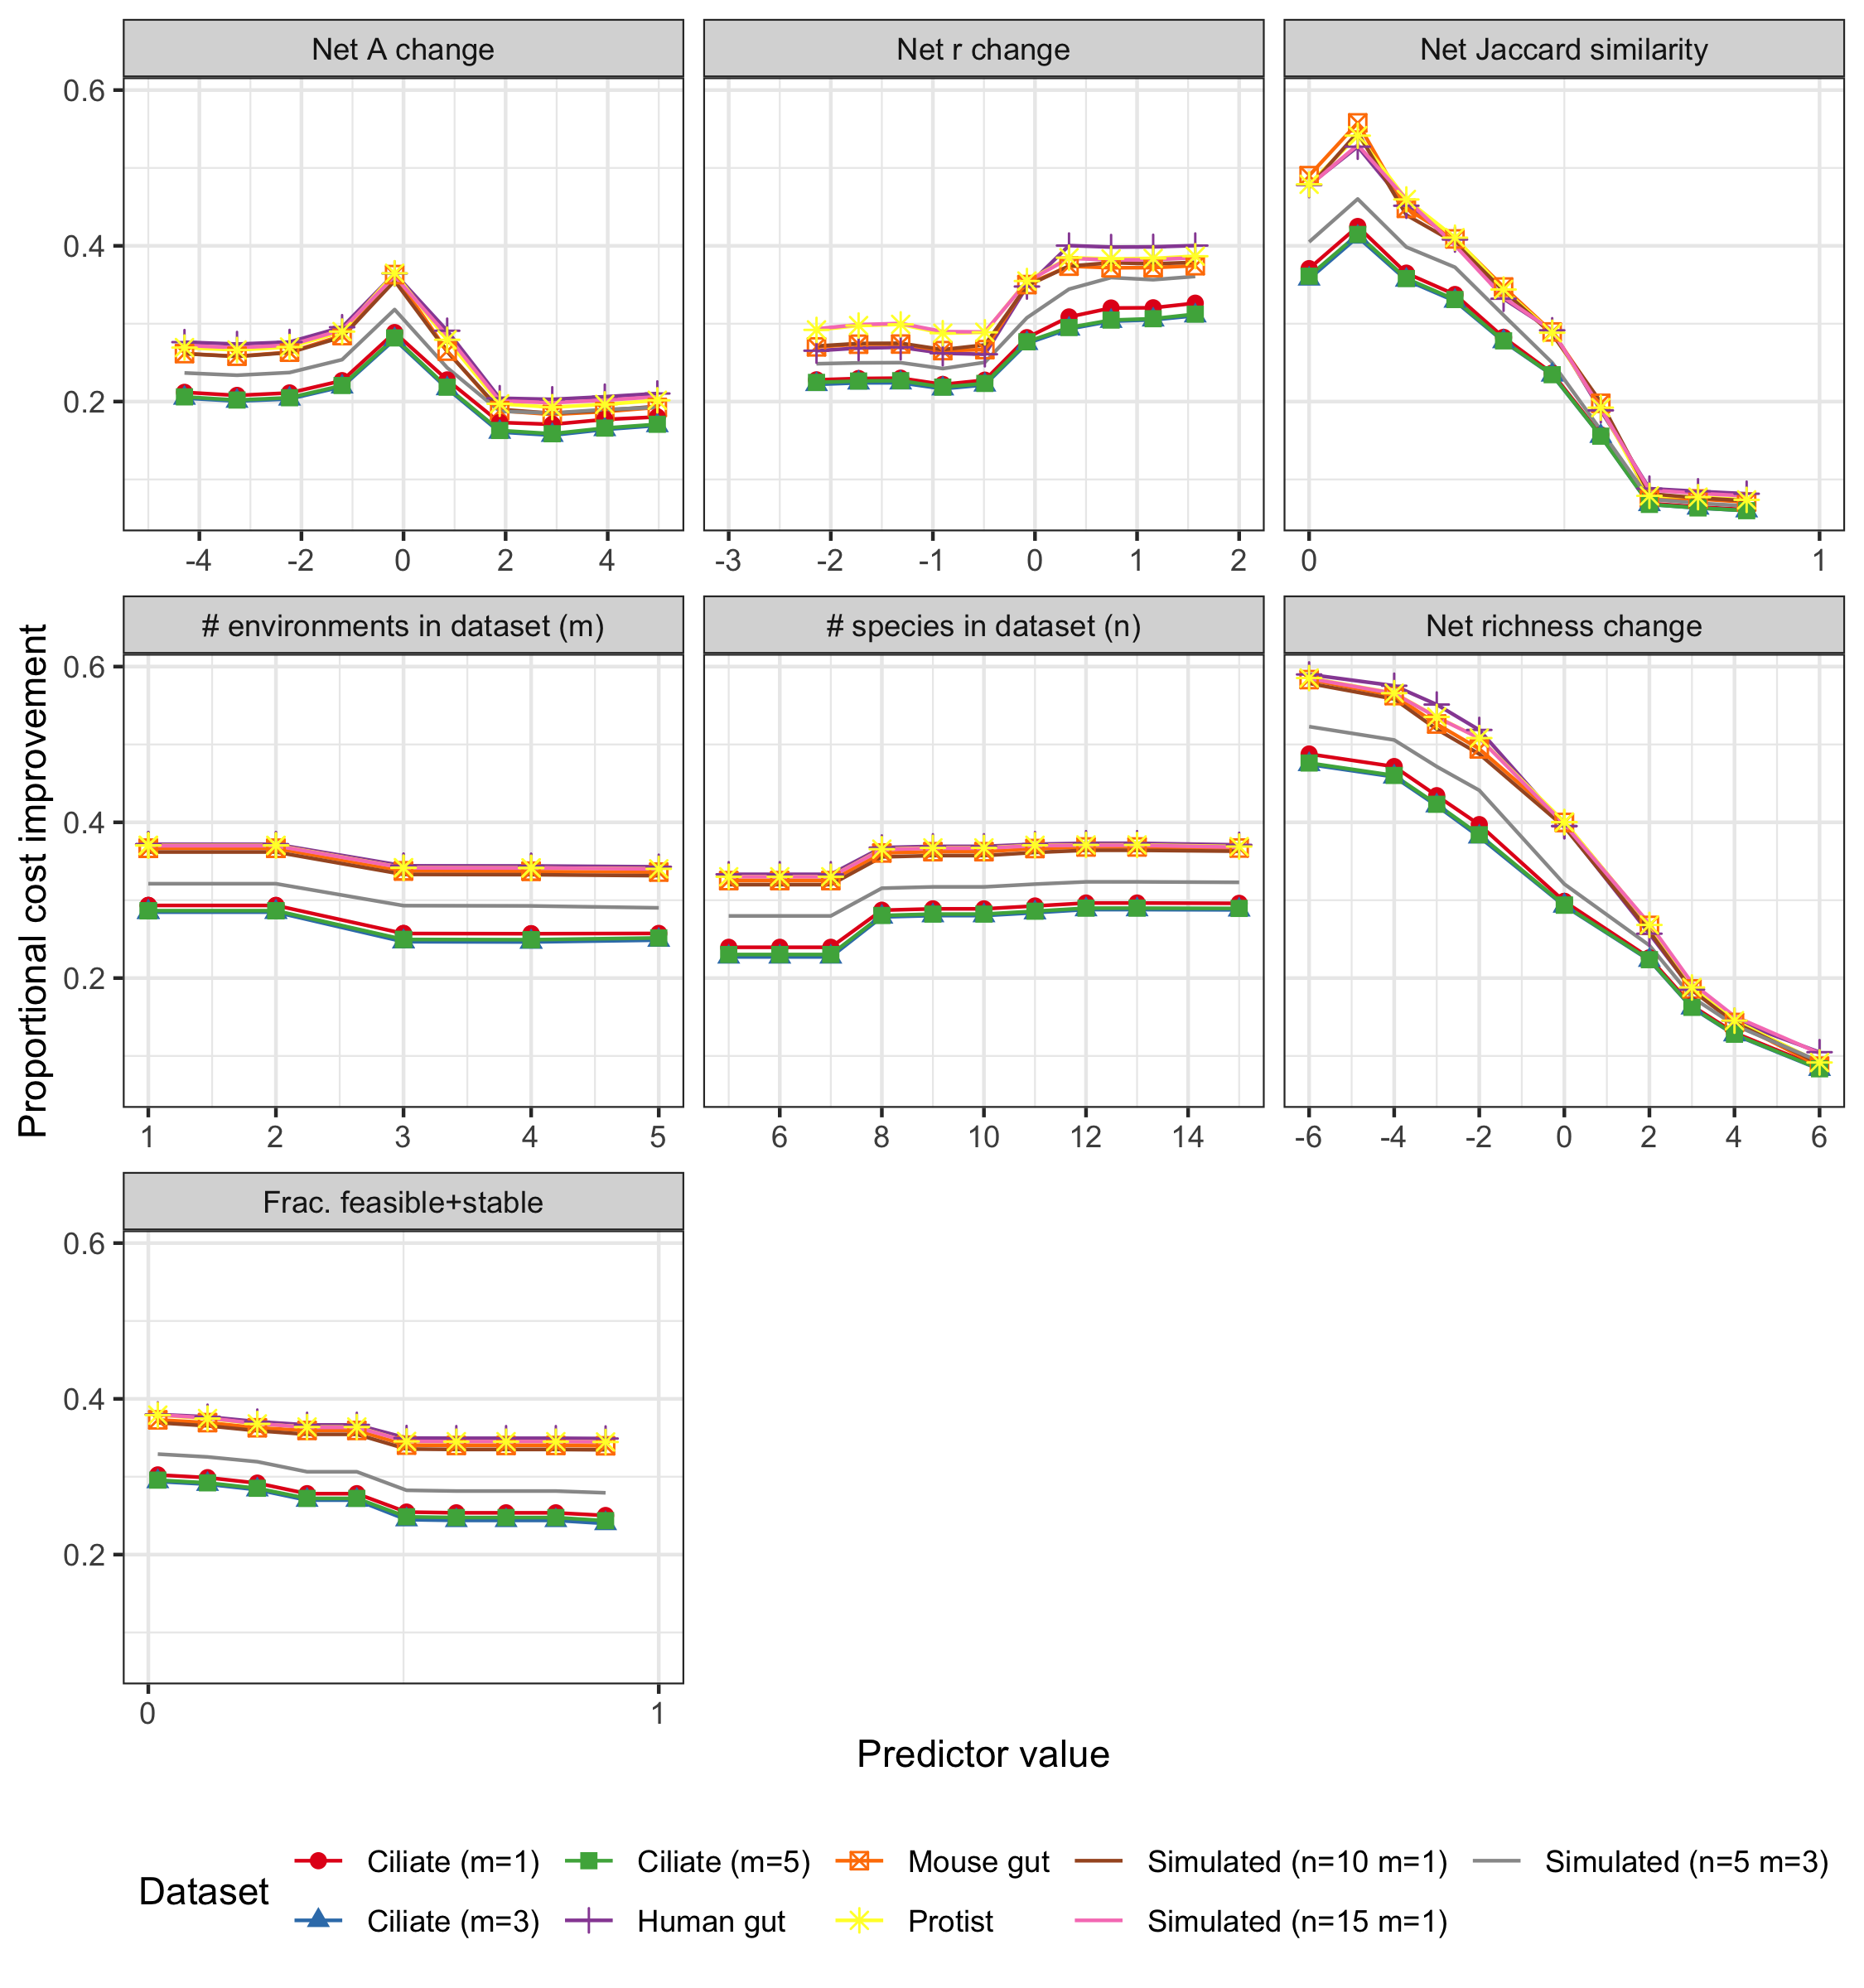 Net A change
Net r change
Net Jaccard similarity
0.6
0.4
0.2
-4 -2 0 2 4
-3 -2 -1 0 1 2
0 1
# environments in dataset (m)
# species in dataset (n)
Net richness change
0.6
0.4
0.2
1 2 3 4 5
6 8 10 12 14
-6 -4 -2 0 2 4 6
Proportional cost improvement
Frac. feasible+stable
0.6
0.4
0.2
0 1
Predictor value
Dataset
Ciliate (m=1)
Ciliate (m=5)
Mouse gut
Simulated (n=10 m=1)
Simulated (n=5 m=3)
Ciliate (m=3)
Human gut
Protist
Simulated (n=15 m=1)